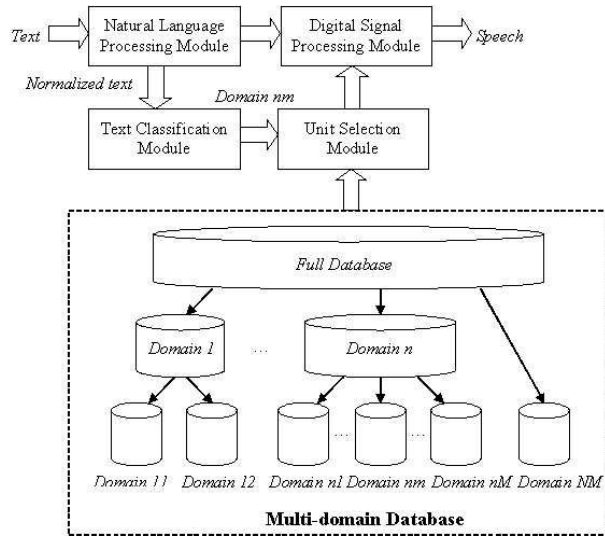 Text
Natural Language
Processing Module
Digital Signal
Processing Module
Speech
Normalized text
Domain nm
Text Classification
Module
Unit Selection
Module
Full Database
Domain 1
...
Domain n
...
...
Domain 11
Domain 12
Domain n1
Domain nm
Domain nM
Domain NM
Multi-domain Database